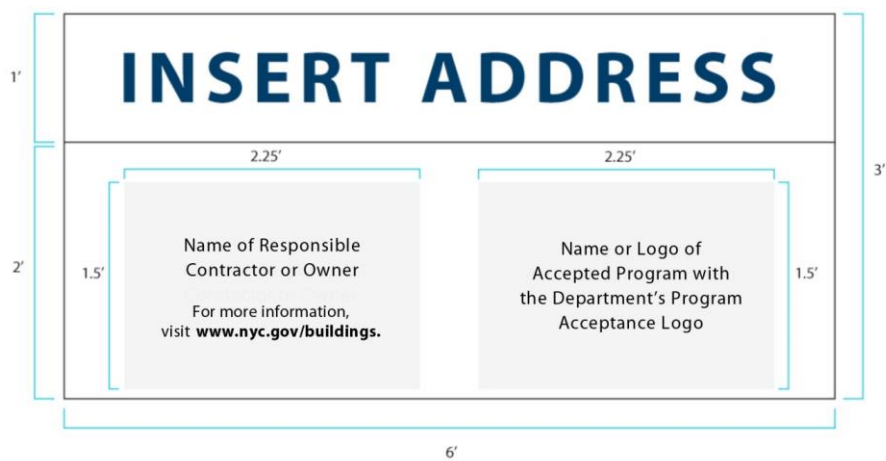 INSERT ADDRESS
1'
2.25'
2.25'
3'
2'
1.5'
Name of Responsible
Contractor or Owner
For more information,
visit www.nyc.gov/buildings.
Name or Logo of
Accepted Program with
the Department's Program
Acceptance Logo
1.5'
6'